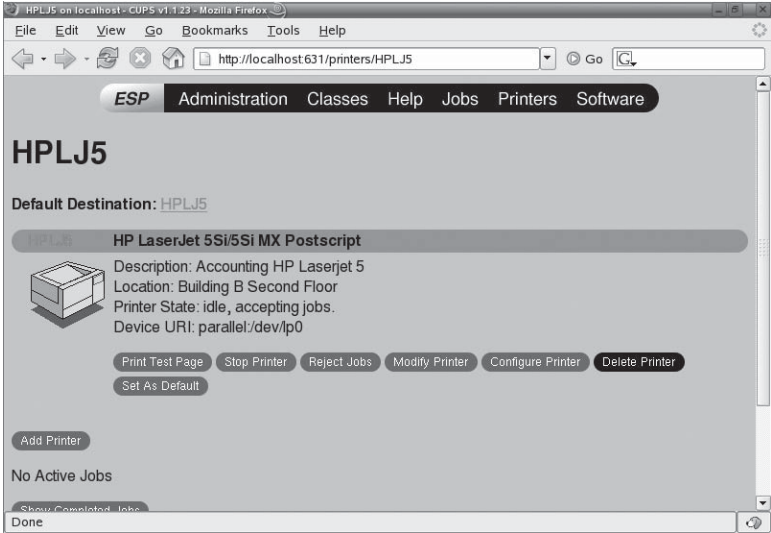 HPLJ5 on localhost - CUPS v1.1.23 - Mozilla Firefox
File Edit View Go Bookmarks Tools Help
http://localhost:631/printers/HPLJ5 Go G
ESP Administration Classes Help Jobs Printers Software
HPLJ5
Default Destination: HPLJ5
HPLJ5 HP LaserJet 5Si/5Si MX Postscript
Description: Accounting HP Laserjet 5
Location: Building B Second Floor
Printer State: idle, accepting jobs.
Device URI: parallel:/dev/lp0
Print Test Page Stop Printer Reject Jobs Modify Printer Configure Printer Delete Printer
Set As Default
Add Printer
No Active Jobs
Show Completed Jobs
Done